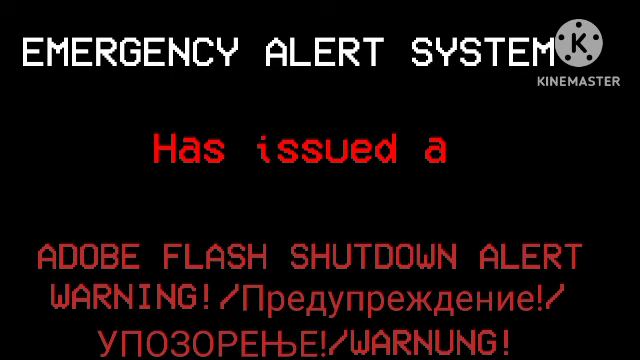 EMERGENCY ALERT SYSTEM
KINEMASTER
Has issued a
ADOBE FLASH SHUTDOWN ALERT
WARNING!/Предупреждение!/
УПОЗОРЕЊЕ!/WARNUNG!